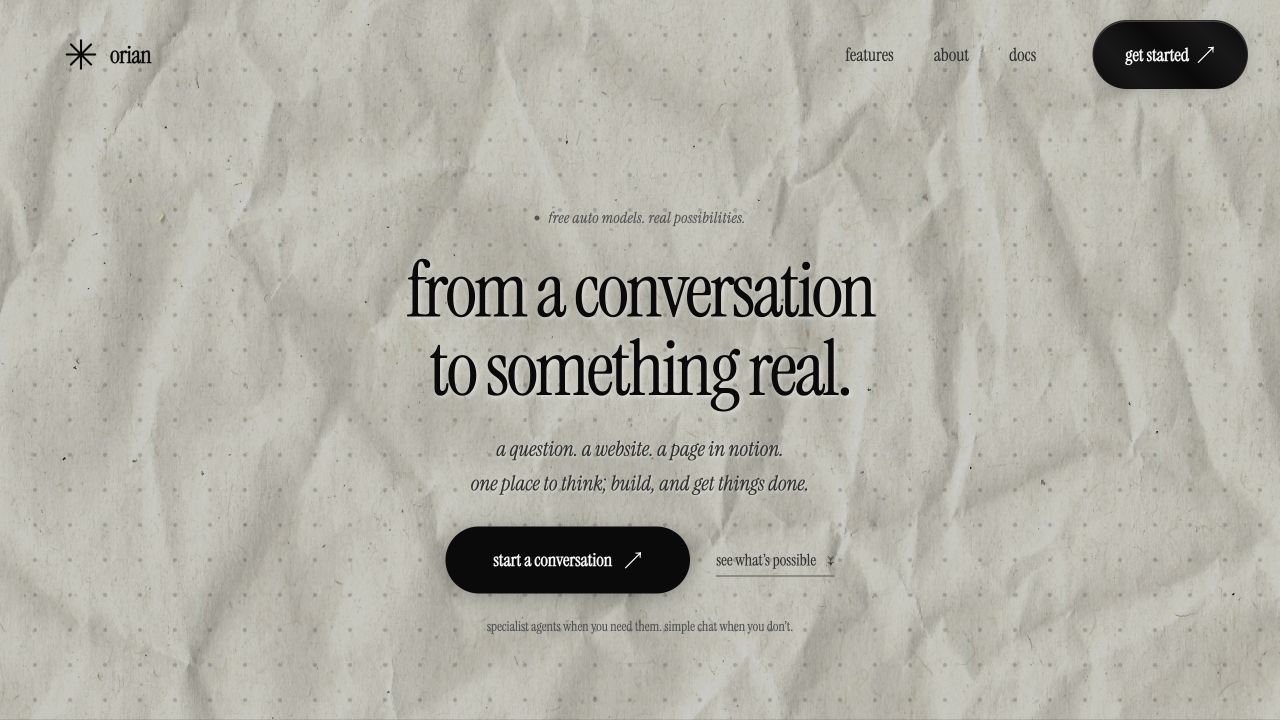 orian
features
about
docs
get started ↗
• free auto models. real possibilities.
from a conversation
to something real.
a question. a website. a page in notion.
one place to think, build, and get things done.
start a conversation ↗
see what's possible
specialist agents when you need them. simple chat when you don't.